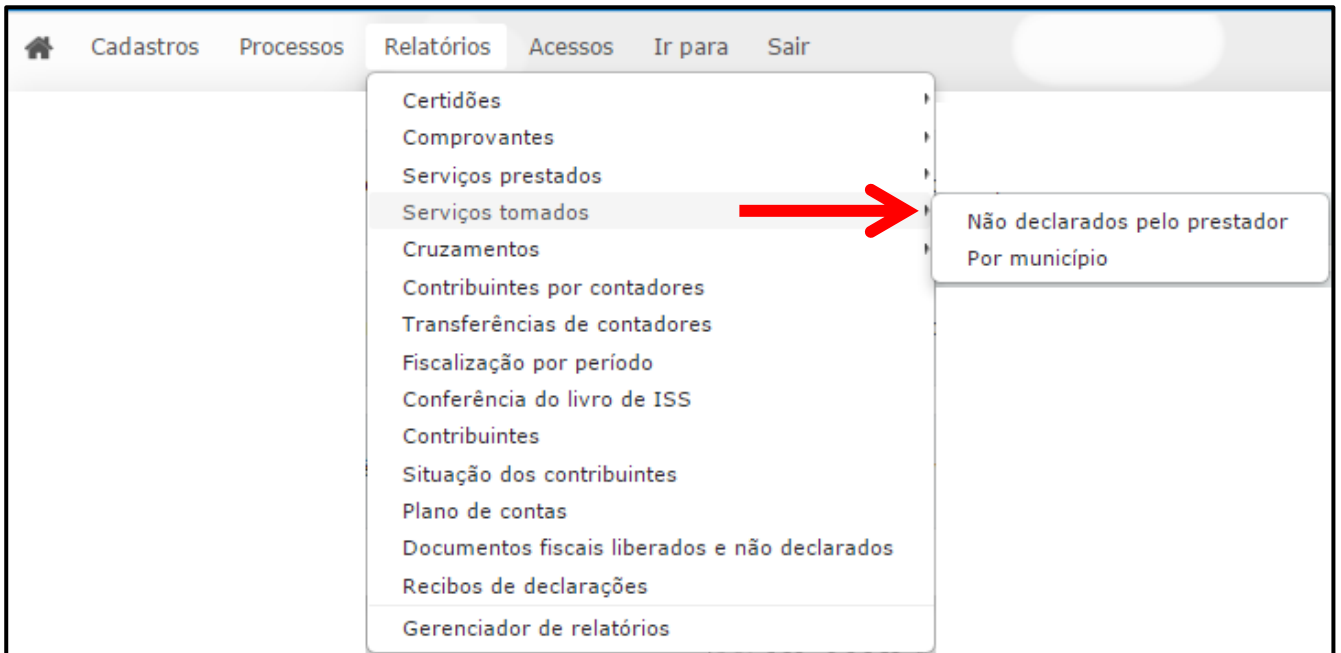 Cadastros Processos Relatórios Acessos Ir para Sair
Certidões
Comprovantes
Serviços prestados
Serviços tomados
Não declarados pelo prestador
Por município
Cruzamentos
Contribuintes por contadores
Transferências de contadores
Fiscalização por período
Conferência do livro de ISS
Contribuintes
Situação dos contribuintes
Plano de contas
Documentos fiscais liberados e não declarados
Recibos de declarações
Gerenciador de relatórios